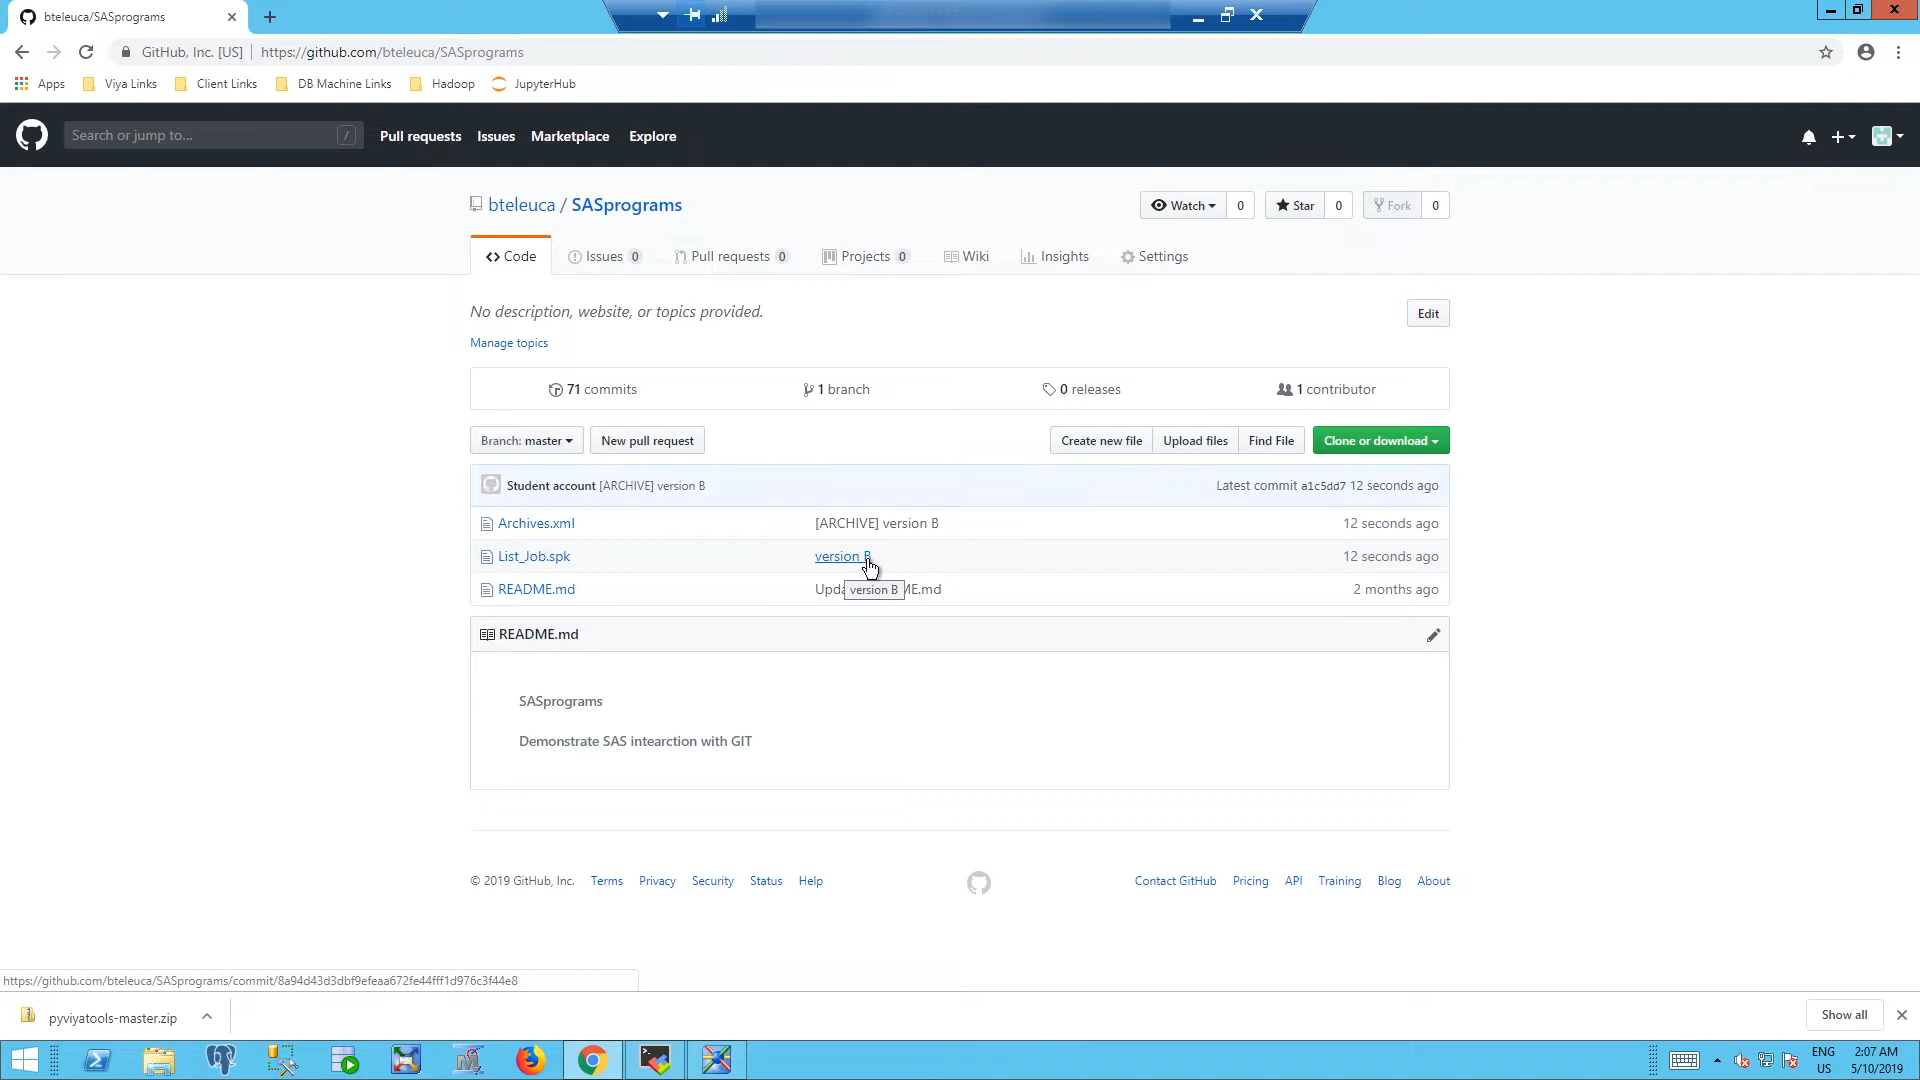 bteleuca/SASprograms
GitHub, Inc. [US] https://github.com/bteleuca/SASprograms
Apps Viya Links Client Links DB Machine Links Hadoop JupyterHub
Search or jump to... / Pull requests Issues Marketplace Explore
bteleuca / SASprograms Watch 0 Star 0 Fork 0
Code Issues 0 Pull requests 0 Projects 0 Wiki Insights Settings
No description, website, or topics provided. Edit
Manage topics
71 commits 1 branch 0 releases 1 contributor
Branch: master New pull request Create new file Upload files Find File Clone or download
Student account [ARCHIVE] version B Latest commit a1c5dd7 12 seconds ago
Archives.xml [ARCHIVE] version B 12 seconds ago
List_Job.spk version B 12 seconds ago
README.md Upda version B ME.md 2 months ago
README.md
SASprograms
Demonstrate SAS intearction with GIT
© 2019 GitHub, Inc. Terms Privacy Security Status Help Contact GitHub Pricing API Training Blog About
https://github.com/bteleuca/SASprograms/commit/8a94d43d3dbf9efeaa672fe44fff1d976c3f44e8
pyviyatools-master.zip Show all
ENG 2:07 AM
US 5/10/2019